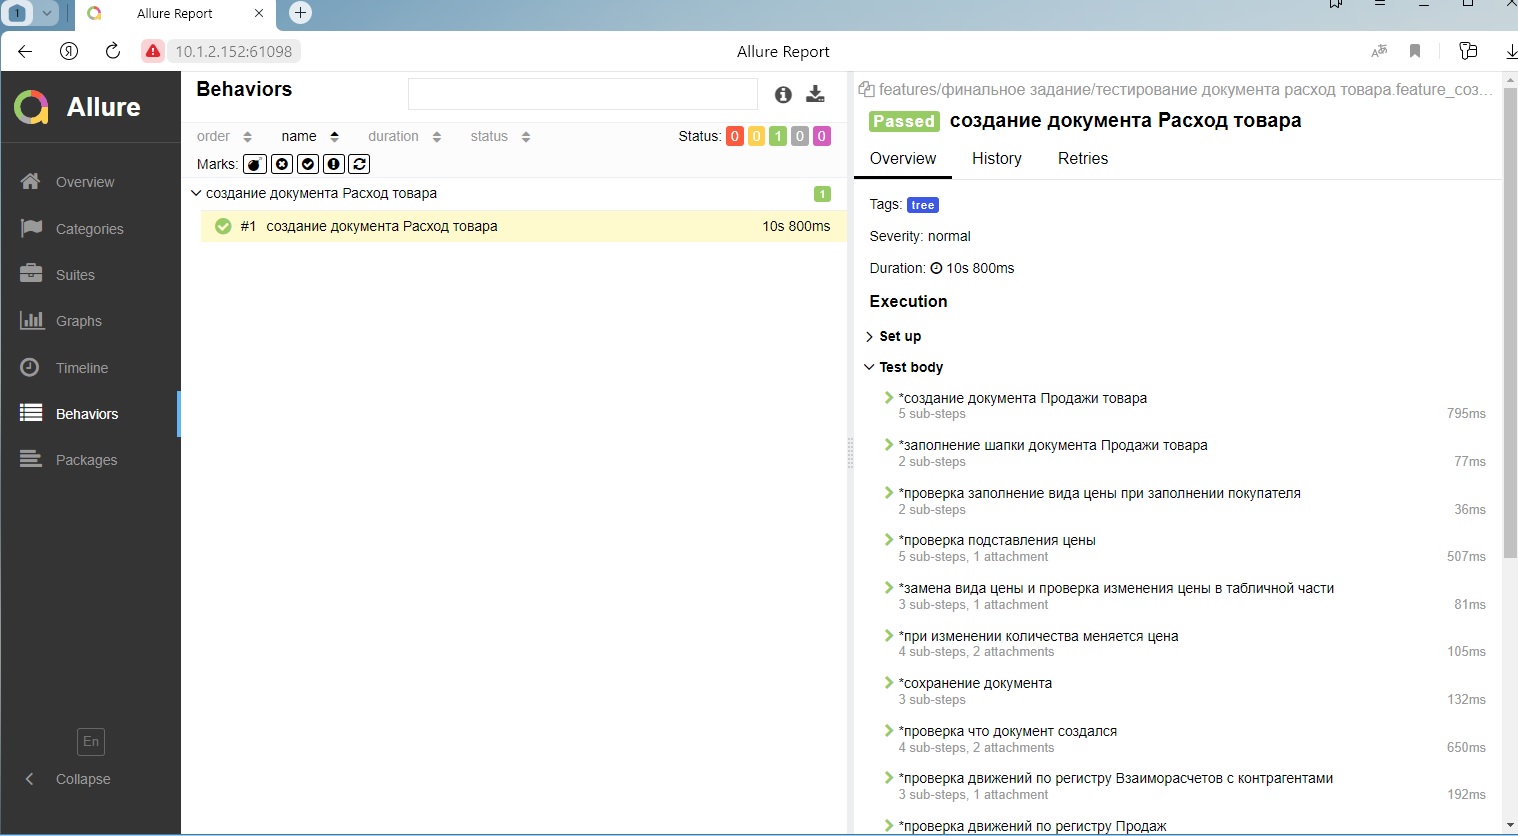 1
Allure Report
10.1.2.152:61098
Allure Report
Allure
Overview
Categories
Suites
Graphs
Timeline
Behaviors
Packages
En
Collapse
Behaviors
order name duration status
Status: 0 0 1 0 0
Marks:
создание документа Расход товара 1
#1 создание документа Расход товара 10s 800ms
features/финальное задание/тестирование документа расход товара.feature_соз...
Passed создание документа Расход товара
Overview History Retries
Tags: tree
Severity: normal
Duration: 10s 800ms
Execution
Set up
Test body
*создание документа Продажи товара
5 sub-steps 795ms
*заполнение шапки документа Продажи товара
2 sub-steps 77ms
*проверка заполнение вида цены при заполнении покупателя
2 sub-steps 36ms
*проверка подставления цены
5 sub-steps, 1 attachment 507ms
*замена вида цены и проверка изменения цены в табличной части
3 sub-steps, 1 attachment 81ms
*при изменении количества меняется цена
4 sub-steps, 2 attachments 105ms
*сохранение документа
3 sub-steps 132ms
*проверка что документ создался
4 sub-steps, 2 attachments 650ms
*проверка движений по регистру Взаиморасчетов с контрагентами
3 sub-steps, 1 attachment 192ms
*проверка движений по регистру Продаж